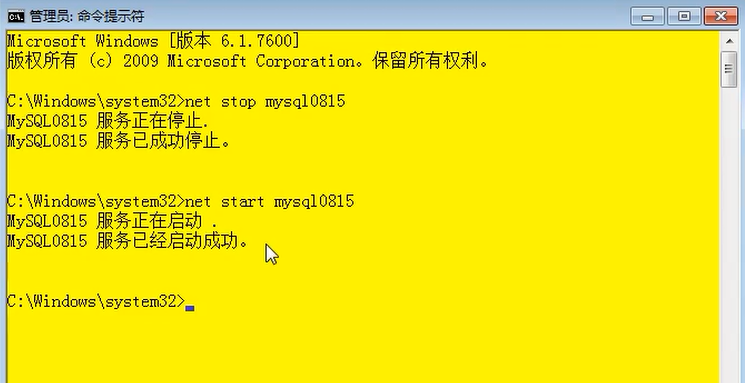 管理员: 命令提示符
Microsoft Windows [版本 6.1.7600]
版权所有 (c) 2009 Microsoft Corporation。保留所有权利。
C:\Windows\system32>net stop mysql0815
MySQL0815 服务正在停止.
MySQL0815 服务已成功停止。
C:\Windows\system32>net start mysql0815
MySQL0815 服务正在启动 .
MySQL0815 服务已经启动成功。
C:\Windows\system32>